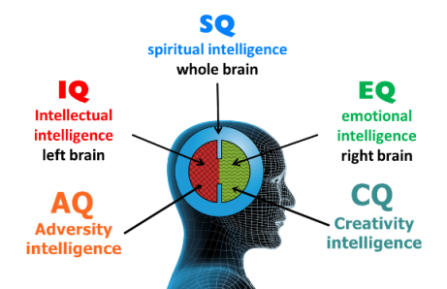 SQ
spiritual intelligence
whole brain
IQ
Intellectual
intelligence
left brain
EQ
emotional
intelligence
right brain
AQ
Adversity
intelligence
CQ
Creativity
intelligence